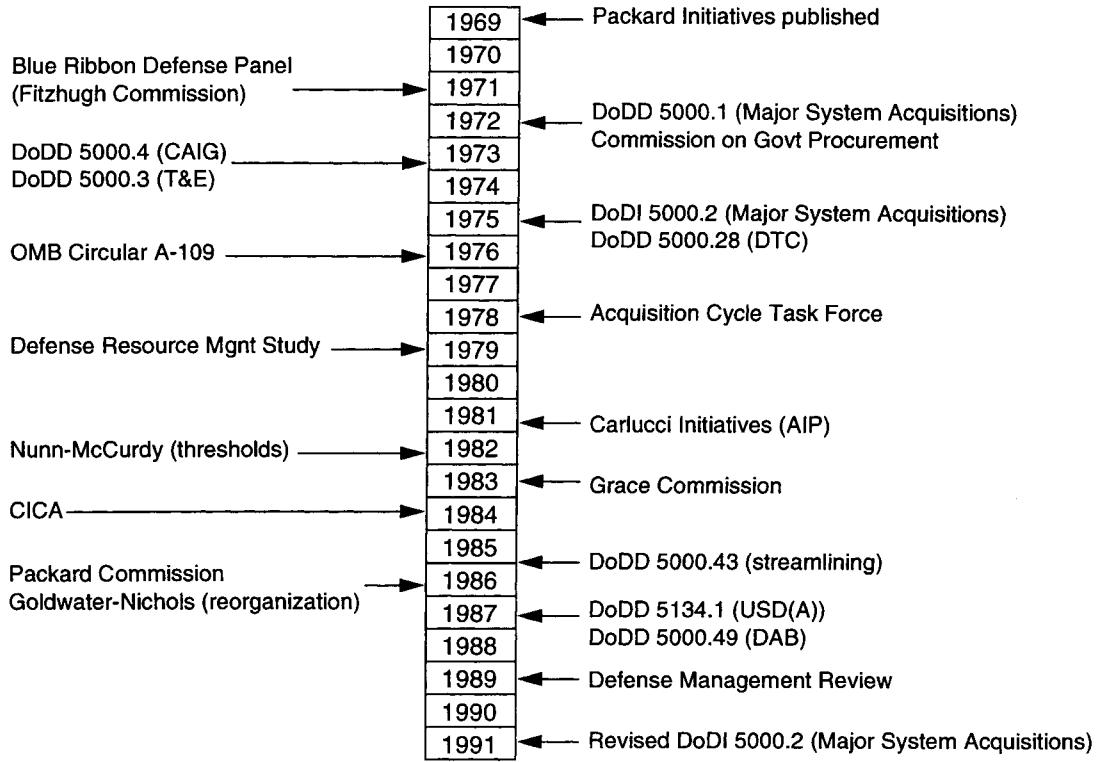 1969
Packard Initiatives published
1970
Blue Ribbon Defense Panel
(Fitzhugh Commission)
1971
1972
DoDD 5000.1 (Major System Acquisitions)
Commission on Govt Procurement
DoDD 5000.4 (CAIG)
DoDD 5000.3 (T&E)
1973
1974
1975
DoDI 5000.2 (Major System Acquisitions)
DoDD 5000.28 (DTC)
OMB Circular A-109
1976
1977
1978
Acquisition Cycle Task Force
Defense Resource Mgnt Study
1979
1980
1981
Carlucci Initiatives (AIP)
Nunn-McCurdy (thresholds)
1982
1983
Grace Commission
CICA
1984
1985
DoDD 5000.43 (streamlining)
Packard Commission
Goldwater-Nichols (reorganization)
1986
1987
DoDD 5134.1 (USD(A))
DoDD 5000.49 (DAB)
1988
1989
Defense Management Review
1990
1991
Revised DoDI 5000.2 (Major System Acquisitions)